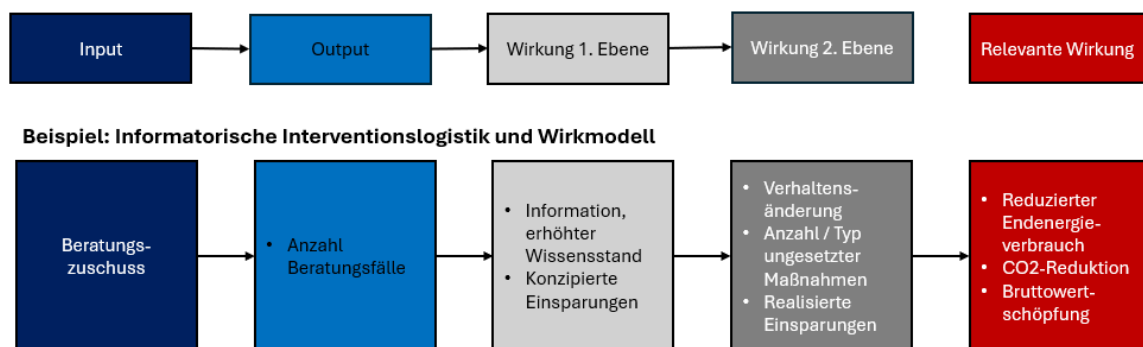 Input
Output
Wirkung 1. Ebene
Wirkung 2. Ebene
Relevante Wirkung
Beispiel: Informatorische Interventionslogistik und Wirkmodell
Beratungs-
zuschuss
• Anzahl
Beratungsfälle
• Information,
erhöhter
Wissensstand
• Konzipierte
Einsparungen
• Verhaltens-
änderung
• Anzahl / Typ
ungesetzter
Maßnahmen
• Realisierte
Einsparungen
• Reduzierter
Endenergie-
verbrauch
• CO2-Reduktion
• Bruttowert-
schöpfung